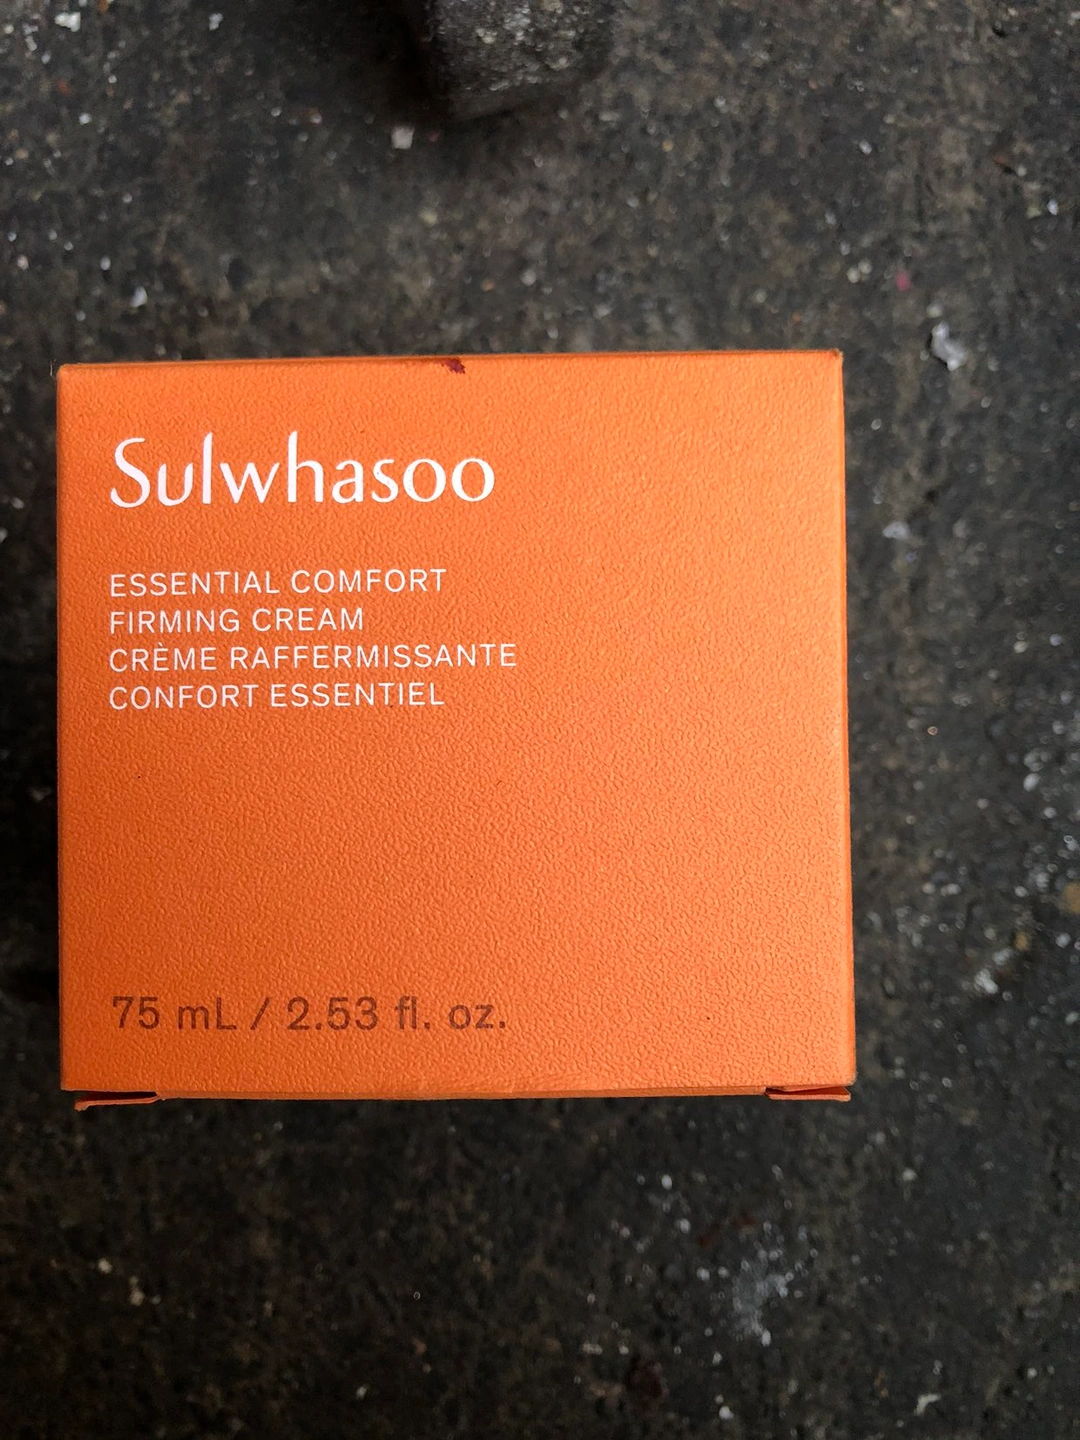 Sulwhasoo
ESSENTIAL COMFORT
FIRMING CREAM
CRÈME RAFFERMISSANTE
CONFORT ESSENTIEL
75 mL / 2.53 fl. oz.